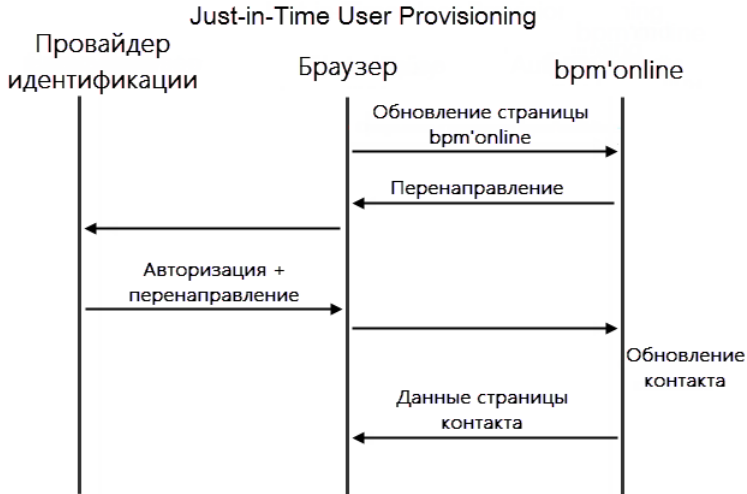 Just-in-Time User Provisioning
Провайдер
идентификации
Браузер
bpm'online
Обновление страницы
bpm'online
Перенаправление
Авторизация +
перенаправление
Обновление
контакта
Данные страницы
контакта